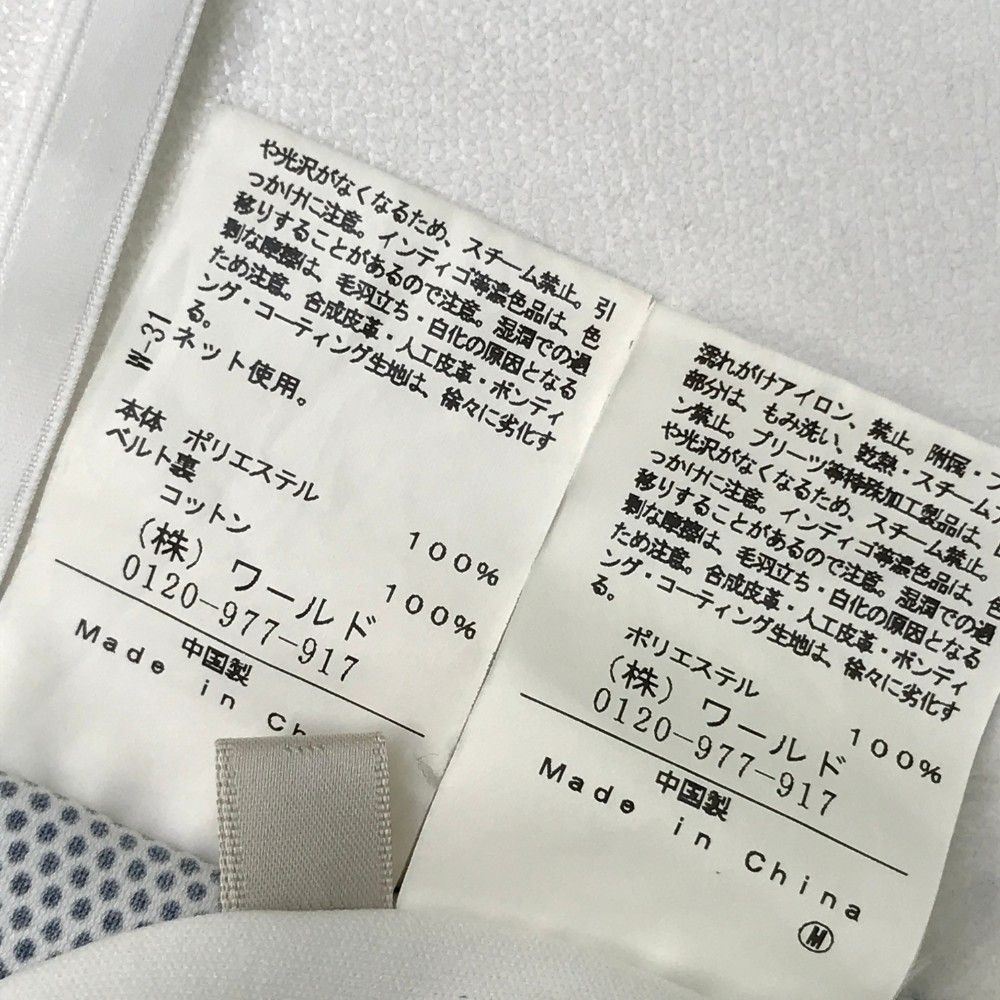 や光沢がなくなるため、スチーム禁止。引
っかけに注意。インディゴ等濃色品は、色
移りすることがあるので注意。湿潤での過
剰な摩擦は、毛羽立ち・白化の原因となる
ため注意。合成皮革・人工皮革・ボンディ
ング・コーティング生地は、徐々に劣化す
る。
W-31
ネット使用。
本体 ポリエステル
100%
ベルト裏
コットン
100%
(株) ワールド
0120-977-917
中国製
Made in
濡れがけアイロン、禁止。附属・
部分は、もみ洗い、乾熱・スチーム
ン禁止。プリーツ等特殊加工製品は、
や光沢がなくなるため、スチーム禁止。
っかけに注意。インディゴ等濃色品は、色
移りすることがあるので注意。湿潤での過
剰な摩擦は、毛羽立ち・白化の原因となる
ため注意。合成皮革・人工皮革・ボンディ
ング・コーティング生地は、徐々に劣化す
る。
ポリエステル
100%
(株) ワールド
0120-977-917
中国製
Made in China
M